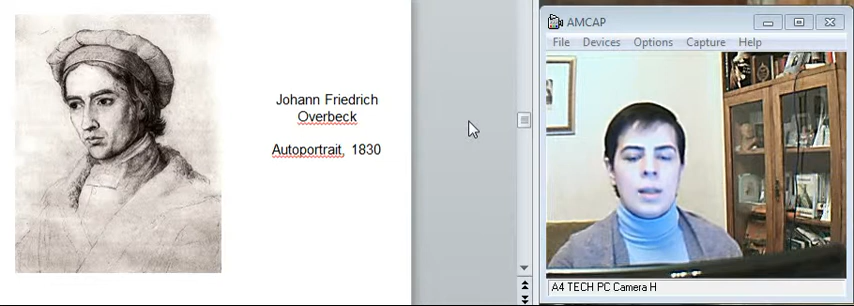 Johann Friedrich
Overbeck
Autoportrait, 1830
AMCAP
File Devices Options Capture Help
A4 TECH PC Camera H